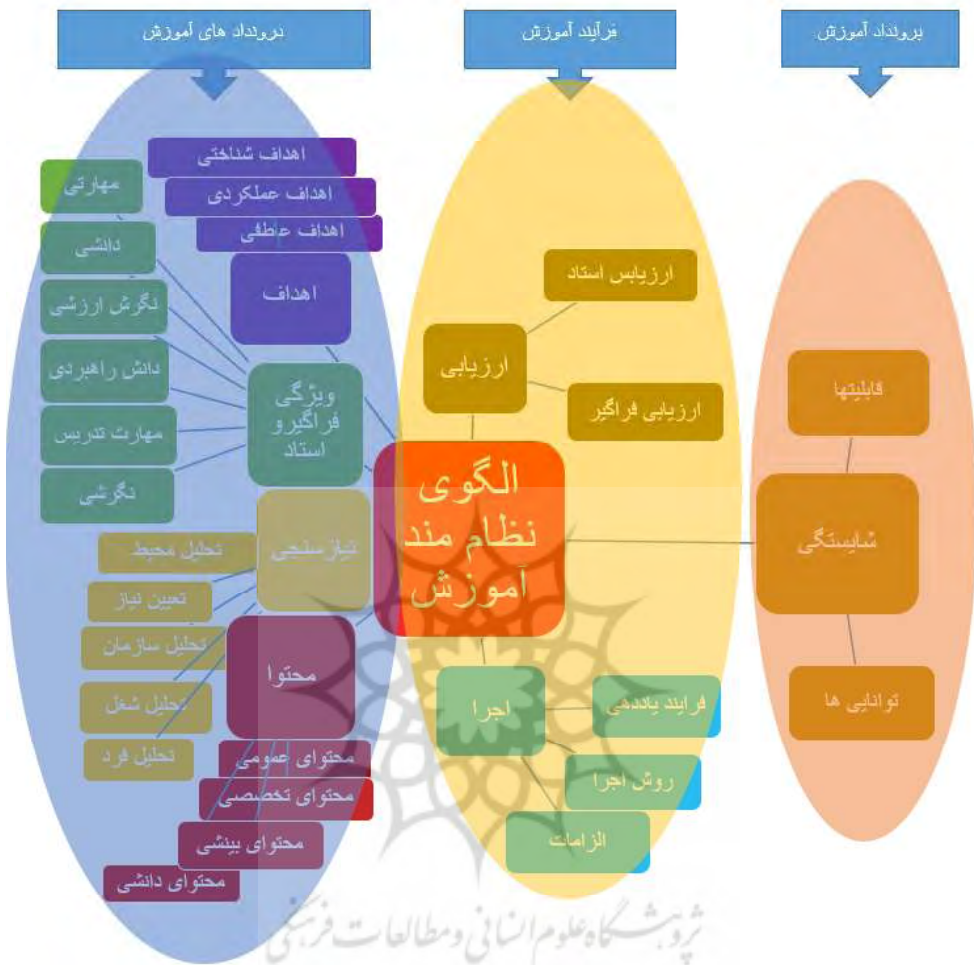 برونداد آموزش
فرآیند آموزش
درونداد های آموزش
اهداف شناختی
اهداف عملکردی
اهداف عاطفی
اهداف
مهارتی
دانشی
نگرش ارزشی
دانش راهبردی
مهارت تدریس
نگرشی
ویژگی
فراگیرو
استاد
نیازسنجی
تحلیل محیط
تعیین نیاز
تحلیل سازمان
تحلیل شغل
تحلیل فرد
محتوا
محتوای عمومی
محتوای تخصصی
محتوای بینشی
محتوای دانشی
ارزیابس استاد
ارزیابی
ارزیابی فراگیر
الگوی
نظام مند
آموزش
اجرا
فرایند یاددهی
روش اجرا
الزامات
قابلیتها
شایستگی
توانایی ها
پژوهشگاه علوم انسانی و مطالعات فرهنگی